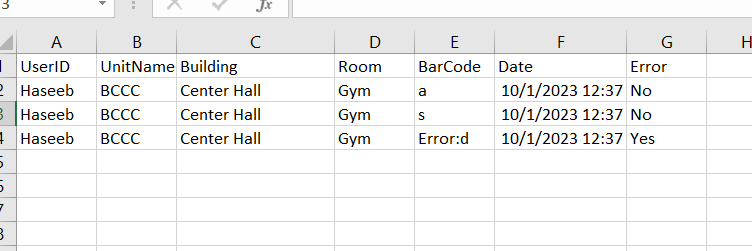 3 fx
A B C D E F G H
1 UserID UnitName Building Room BarCode Date Error
2 Haseeb BCCC Center Hall Gym a 10/1/2023 12:37 No
3 Haseeb BCCC Center Hall Gym s 10/1/2023 12:37 No
4 Haseeb BCCC Center Hall Gym Error:d 10/1/2023 12:37 Yes
5
6
7
8